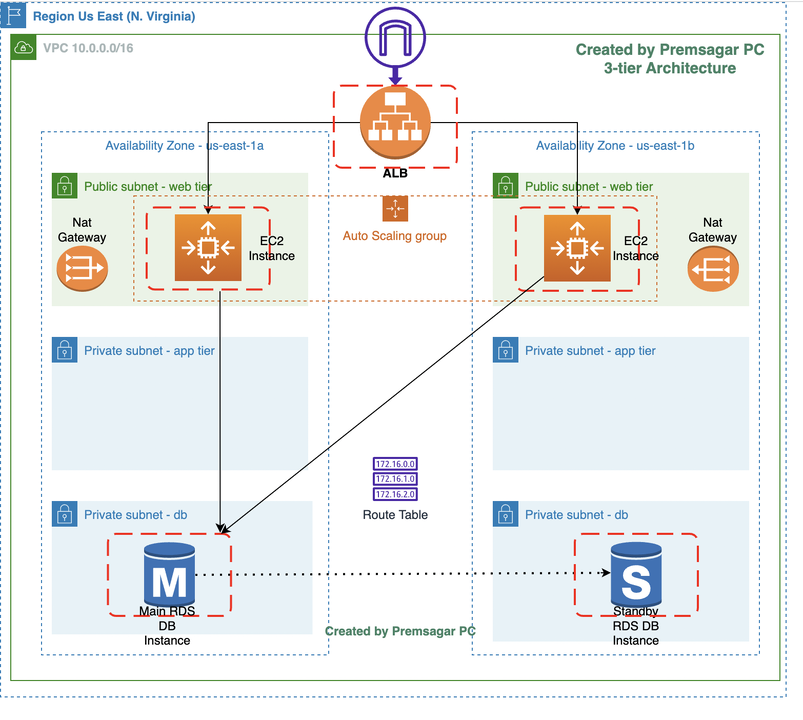 Region Us East (N. Virginia)
VPC 10.0.0.0/16
Created by Premsagar PC
3-tier Architecture
ALB
Availability Zone - us-east-1a
Availability Zone - us-east-1b
Public subnet - web tier
Public subnet - web tier
Nat
Gateway
EC2
Instance
Auto Scaling group
EC2
Instance
Nat
Gateway
Private subnet - app tier
Private subnet - app tier
172.16.0.0
172.16.1.0
172.16.2.0
Route Table
Private subnet - db
Private subnet - db
M
Main RDS
DB
Instance
S
Standby
RDS DB
Instance
Created by Premsagar PC